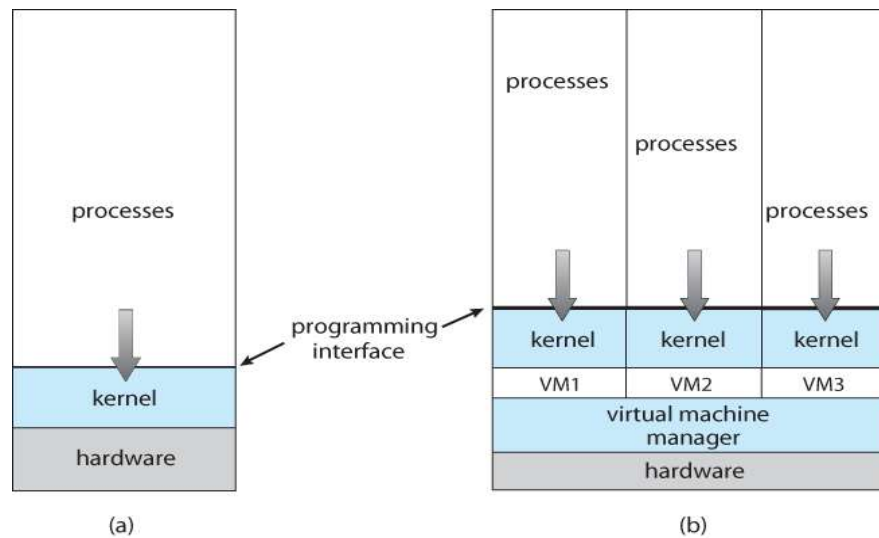 processes
kernel
hardware
(a)
programming
interface
processes
processes
processes
kernel
kernel
kernel
VM1
VM2
VM3
virtual machine
manager
hardware
(b)